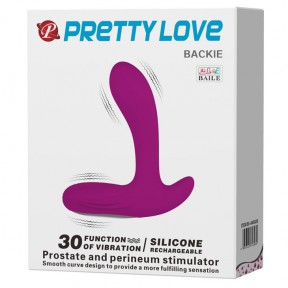 PRETTY LOVE
BACKIE
BAILE
30 FUNCTION OF VIBRATION / SILICONE RECHARGEABLE
Prostate and perineum stimulator
Smooth curve design to provide a more fulfilling sensation